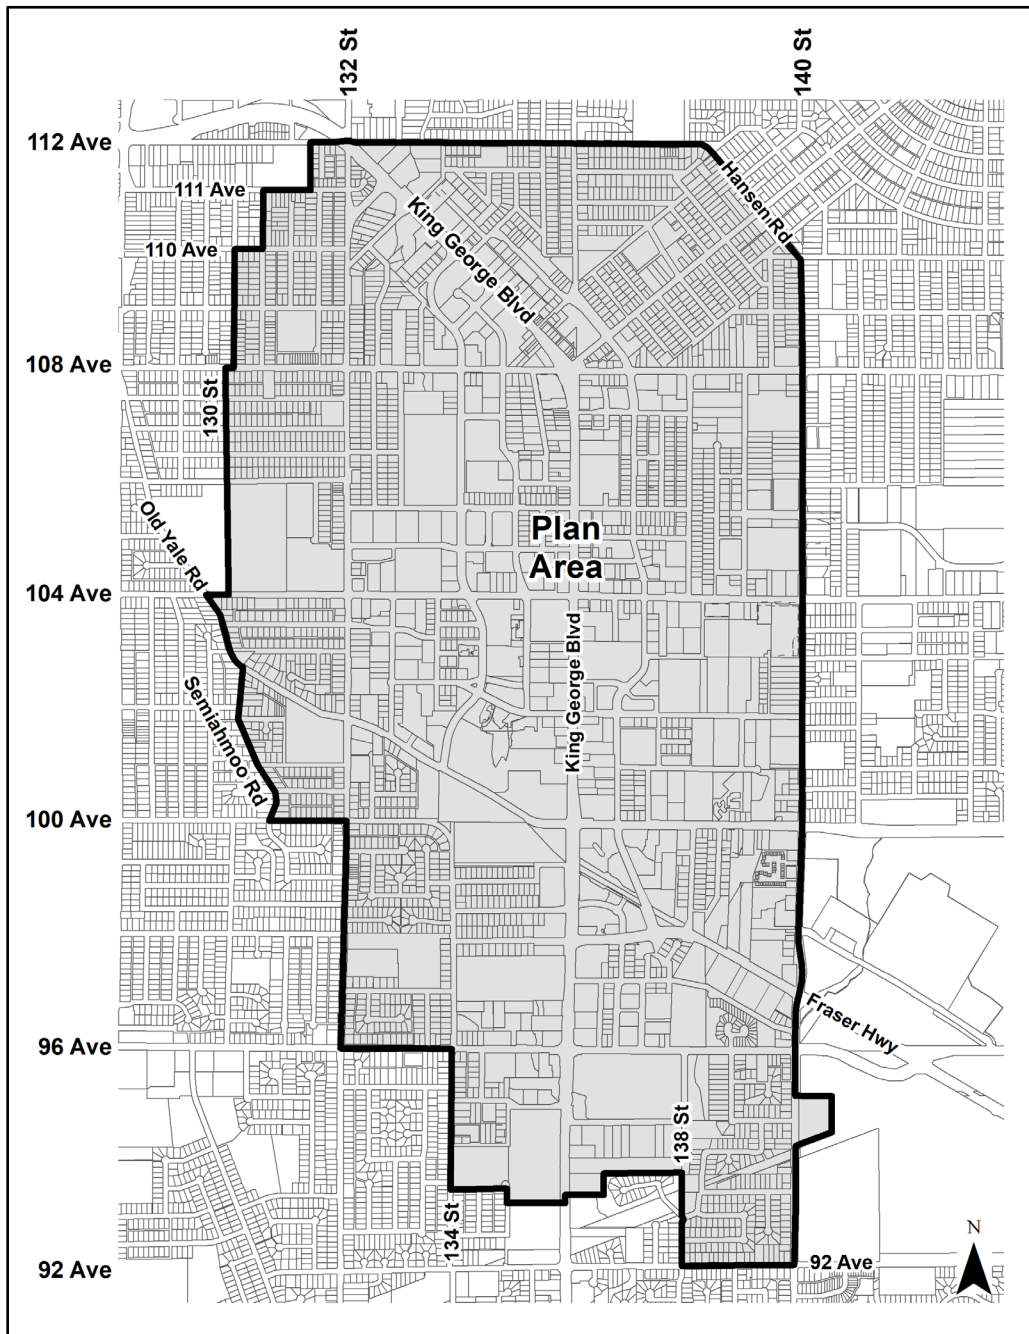 132 St
140 St
112 Ave
111 Ave
Hansen Rd
King George Blvd
110 Ave
108 Ave
130 St
Plan
Area
Old Yale Rd
104 Ave
King George Blvd
Semiahmoo Rd
100 Ave
Fraser Hwy
96 Ave
138 St
134 St
N
92 Ave
92 Ave